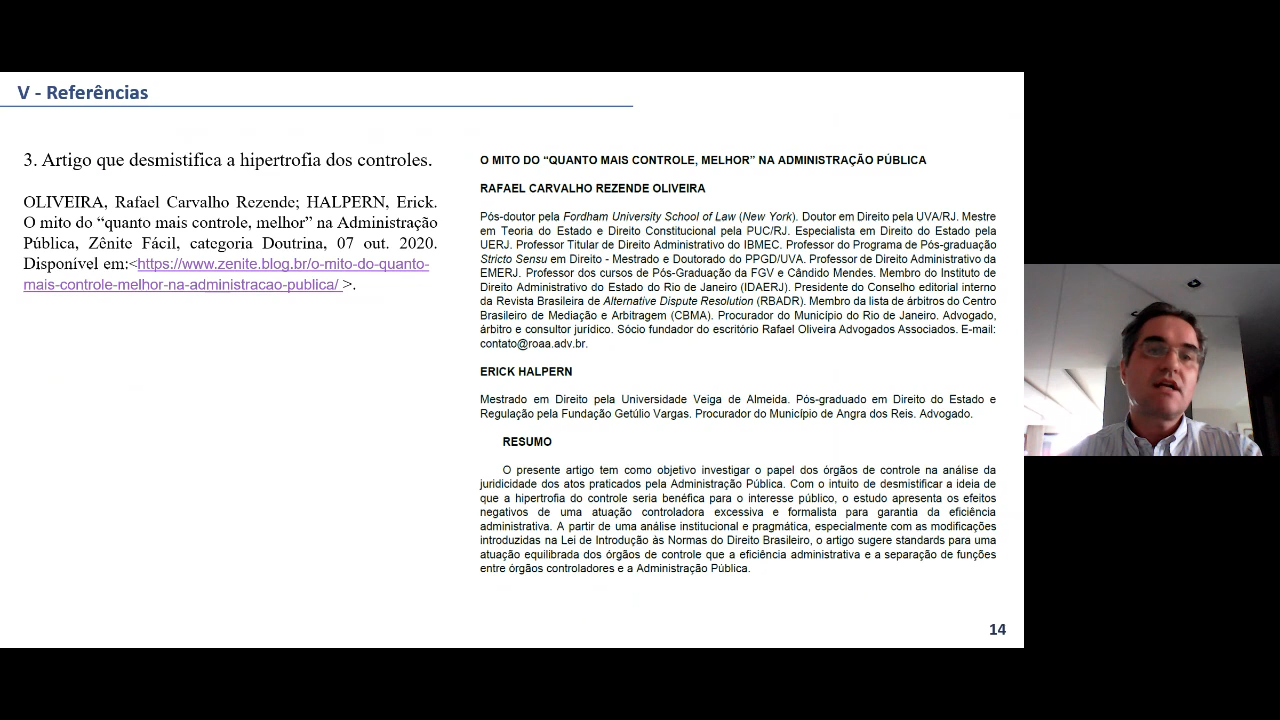 V - Referências
3. Artigo que desmistifica a hipertrofia dos controles.
OLIVEIRA, Rafael Carvalho Rezende; HALPERN, Erick.
O mito do “quanto mais controle, melhor” na Administração
Pública, Zênite Fácil, categoria Doutrina, 07 out. 2020.
Disponível em:<https://www.zenite.blog.br/o-mito-do-quanto-
mais-controle-melhor-na-administracao-publica/ >.
O MITO DO “QUANTO MAIS CONTROLE, MELHOR” NA ADMINISTRAÇÃO PÚBLICA
RAFAEL CARVALHO REZENDE OLIVEIRA
Pós-doutor pela Fordham University School of Law (New York). Doutor em Direito pela UVA/RJ. Mestre
em Teoria do Estado e Direito Constitucional pela PUC/RJ. Especialista em Direito do Estado pela
UERJ. Professor Titular de Direito Administrativo do IBMEC. Professor do Programa de Pós-graduação
Stricto Sensu em Direito - Mestrado e Doutorado do PPGD/UVA. Professor de Direito Administrativo da
EMERJ. Professor dos cursos de Pós-Graduação da FGV e Cândido Mendes. Membro do Instituto de
Direito Administrativo do Estado do Rio de Janeiro (IDAERJ). Presidente do Conselho editorial interno
da Revista Brasileira de Alternative Dispute Resolution (RBADR). Membro da lista de árbitros do Centro
Brasileiro de Mediação e Arbitragem (CBMA). Procurador do Município do Rio de Janeiro. Advogado,
árbitro e consultor jurídico. Sócio fundador do escritório Rafael Oliveira Advogados Associados. E-mail:
contato@roaa.adv.br.
ERICK HALPERN
Mestrado em Direito pela Universidade Veiga de Almeida. Pós-graduado em Direito do Estado e
Regulação pela Fundação Getúlio Vargas. Procurador do Município de Angra dos Reis. Advogado.
RESUMO
O presente artigo tem como objetivo investigar o papel dos órgãos de controle na análise da
juridicidade dos atos praticados pela Administração Pública. Com o intuito de desmistificar a ideia de
que a hipertrofia do controle seria benéfica para o interesse público, o estudo apresenta os efeitos
negativos de uma atuação controladora excessiva e formalista para garantia da eficiência
administrativa. A partir de uma análise institucional e pragmática, especialmente com as modificações
introduzidas na Lei de Introdução às Normas do Direito Brasileiro, o artigo sugere standards para uma
atuação equilibrada dos órgãos de controle que a eficiência administrativa e a separação de funções
entre órgãos controladores e a Administração Pública.
14